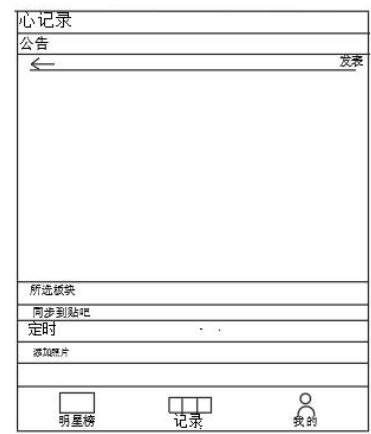 心记录
公告
发表
所选板块
同步到贴吧
定时
添加照片
明星榜 记录 我的